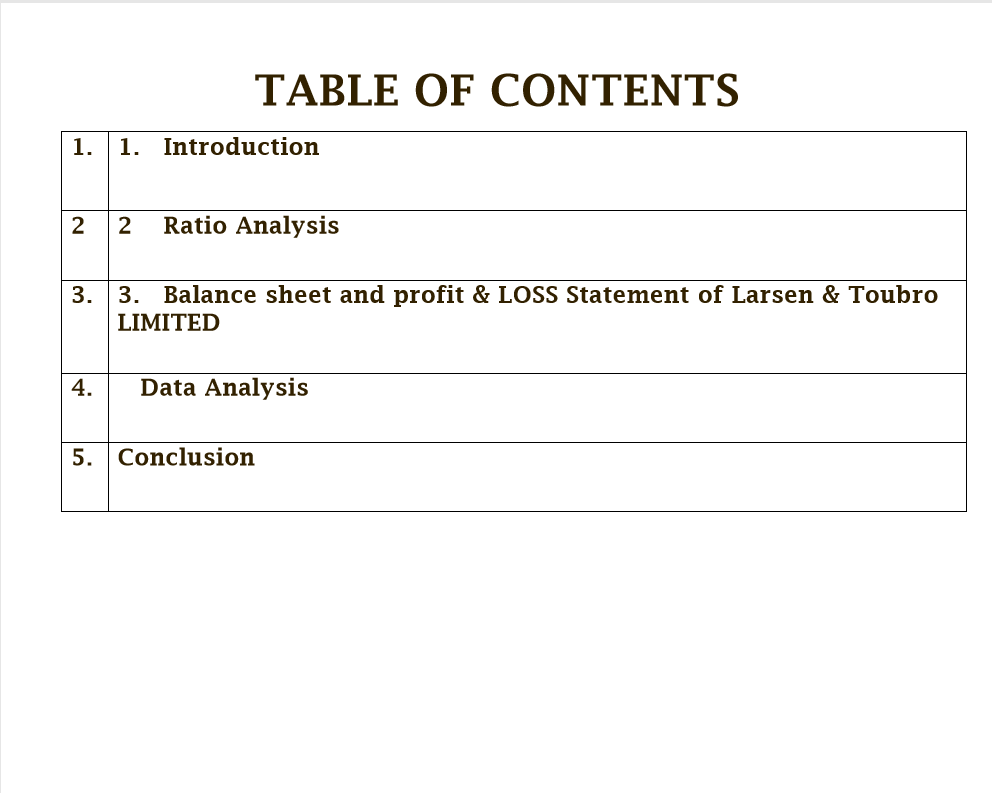 TABLE OF CONTENTS
1. 1. Introduction
2 2 Ratio Analysis
3. 3. Balance sheet and profit & LOSS Statement of Larsen & Toubro
LIMITED
4. Data Analysis
5. Conclusion